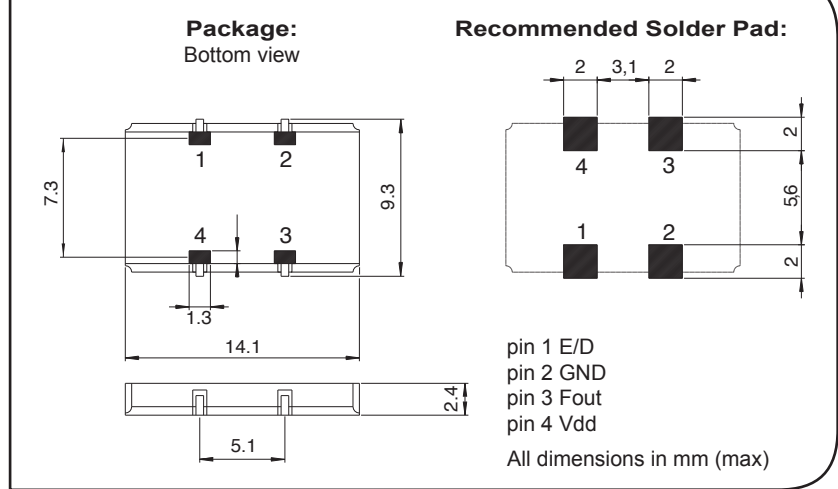 Package:
Bottom view
1 2
7.3
9.3
4 3
1.3
14.1
2.4
5.1
Recommended Solder Pad:
2 3,1 2
2
4 3
5,6
1 2
2
pin 1 E/D
pin 2 GND
pin 3 Fout
pin 4 Vdd
All dimensions in mm (max)